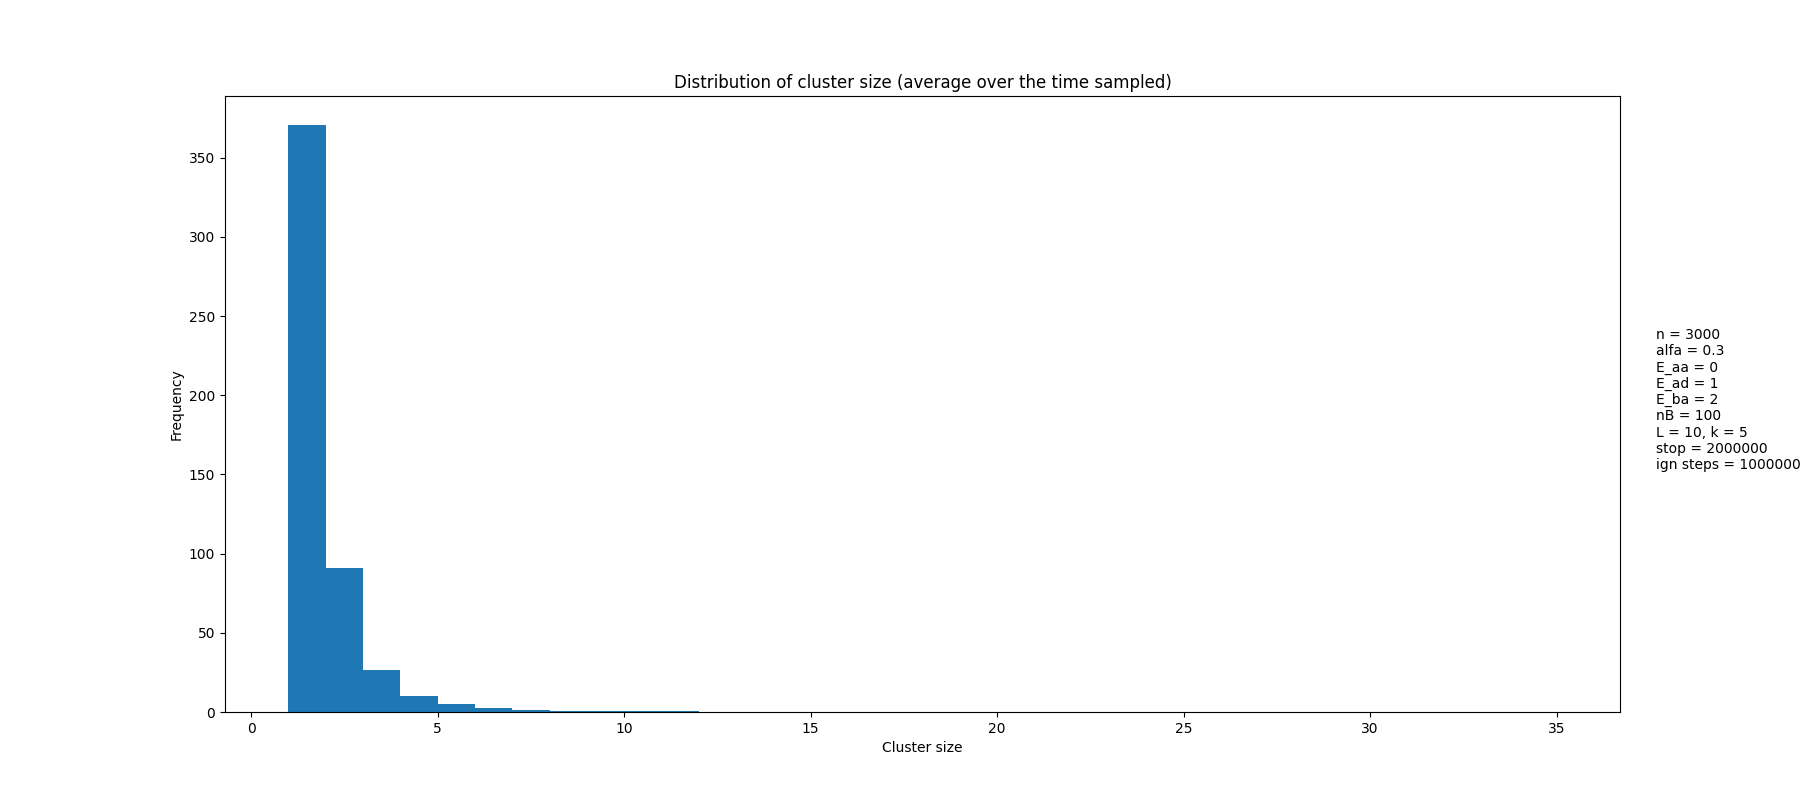 Distribution of cluster size (average over the time sampled)
350
300
250
200
150
100
50
0
Frequency
0 5 10 15 20 25 30 35
Cluster size
n = 3000
alfa = 0.3
E_aa = 0
E_ad = 1
E_ba = 2
nB = 100
L = 10, k = 5
stop = 2000000
ign steps = 1000000